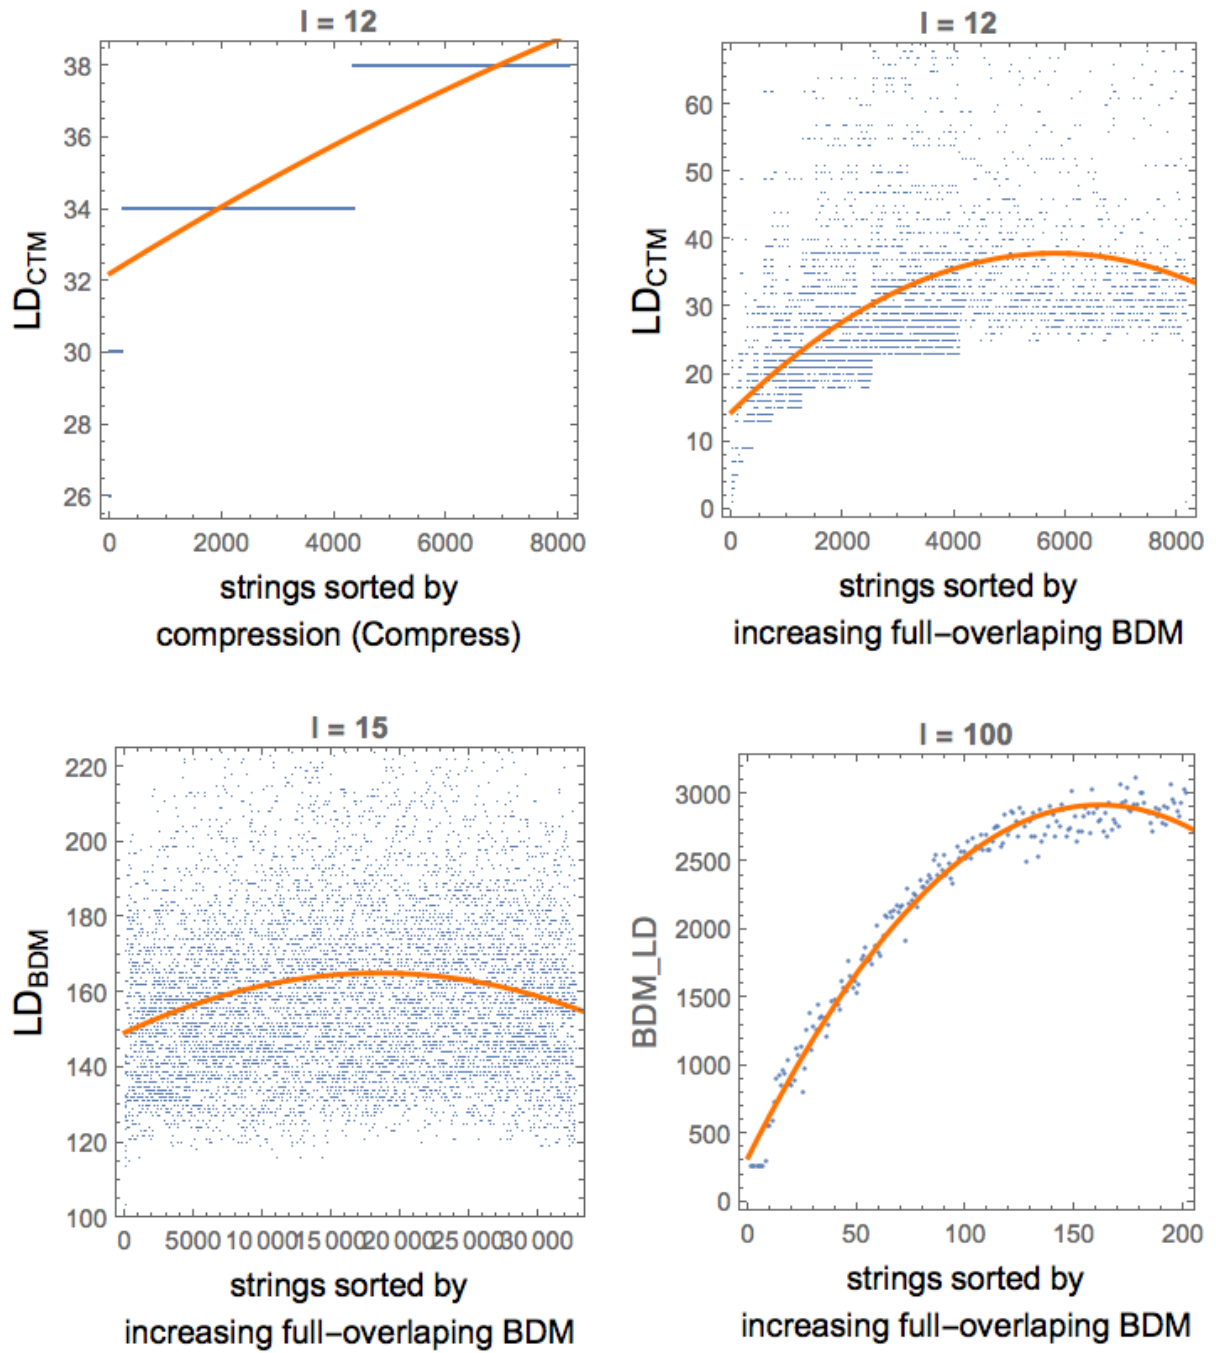 l = 12
38
36
34
32
30
28
26
LD_CTM
0 2000 4000 6000 8000
strings sorted by
compression (Compress)
l = 12
60
50
40
30
20
10
0
LD_CTM
0 2000 4000 6000 8000
strings sorted by
increasing full-overlaping BDM
l = 15
220
200
180
160
140
120
100
LD_BDM
0 5000 10 000 15 000 20 000 25 000 30 000
strings sorted by
increasing full-overlaping BDM
l = 100
3000
2500
2000
1500
1000
500
0
BDM_LD
0 50 100 150 200
strings sorted by
increasing full-overlaping BDM